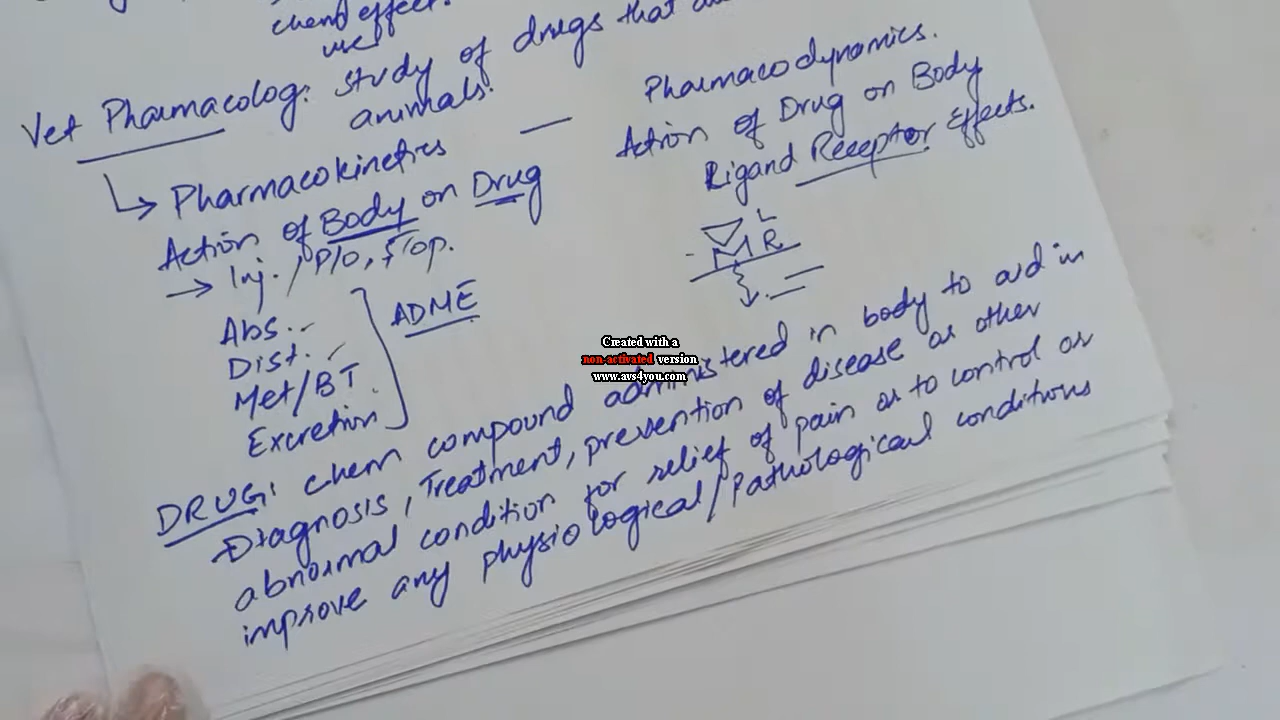 chem effect.
Vet Pharmacolog: study of drugs that
animals.
Pharmacokinetics
Action of Body on Drug
Inj., P/o, Top.
Abs.
Dist.
Met/BT.
Excretion
ADME
Pharmacodynamics.
Action of Drug on Body
Ligand Receptor Effects.
L
R
DRUG: chem compound administered in body to aid in
Diagnosis, Treatment, prevention of disease or other
abnormal condition for relief of pain or to control or
improve any physiological/Pathological conditions
Created with a
non-activated version
www.avs4you.com